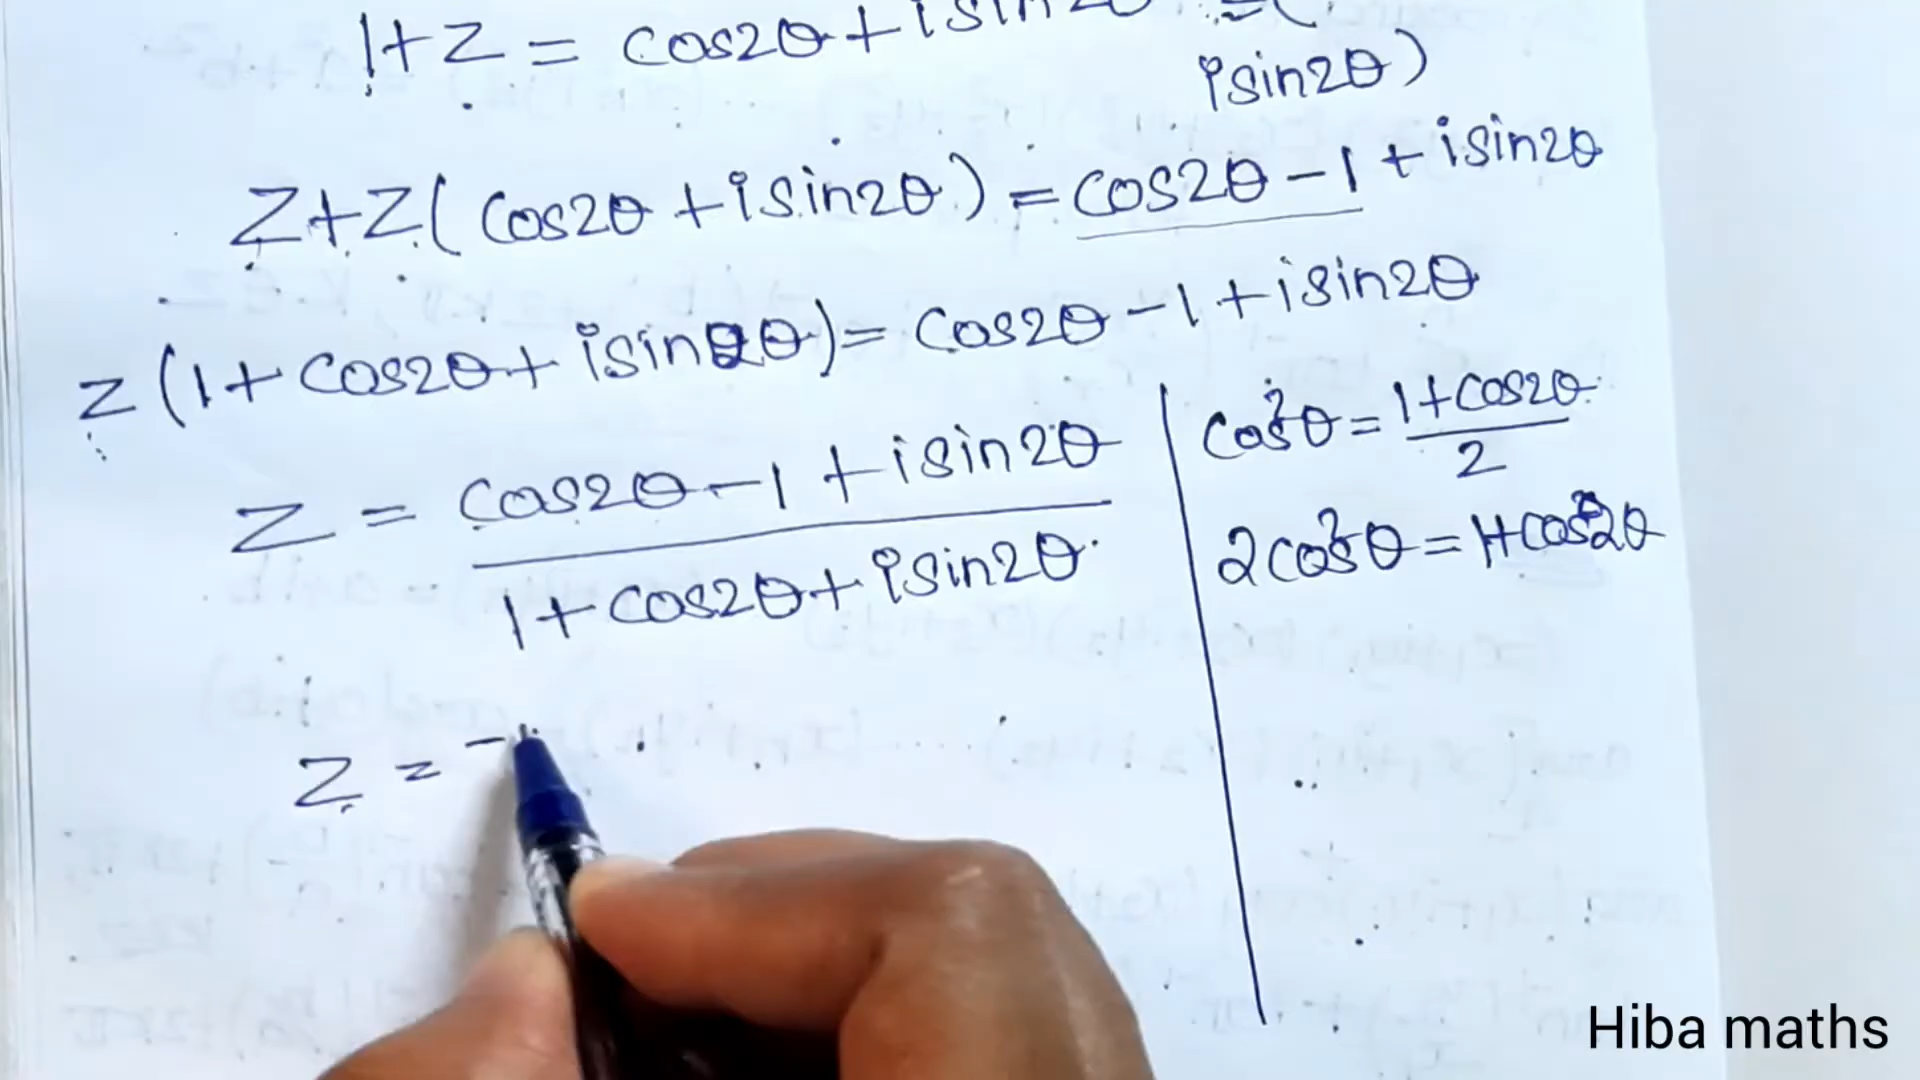 1+z = cos2θ+isin2θ
isin2θ)
z+z(cos2θ+isin2θ)=cos2θ-1+isin2θ
z(1+cos2θ+isin2θ)=cos2θ-1+isin2θ
z = cos2θ-1+isin2θ / 1+cos2θ+isin2θ
cos²θ=1+cos2θ / 2
2cos²θ=1+cos2θ
z = -
Hiba maths